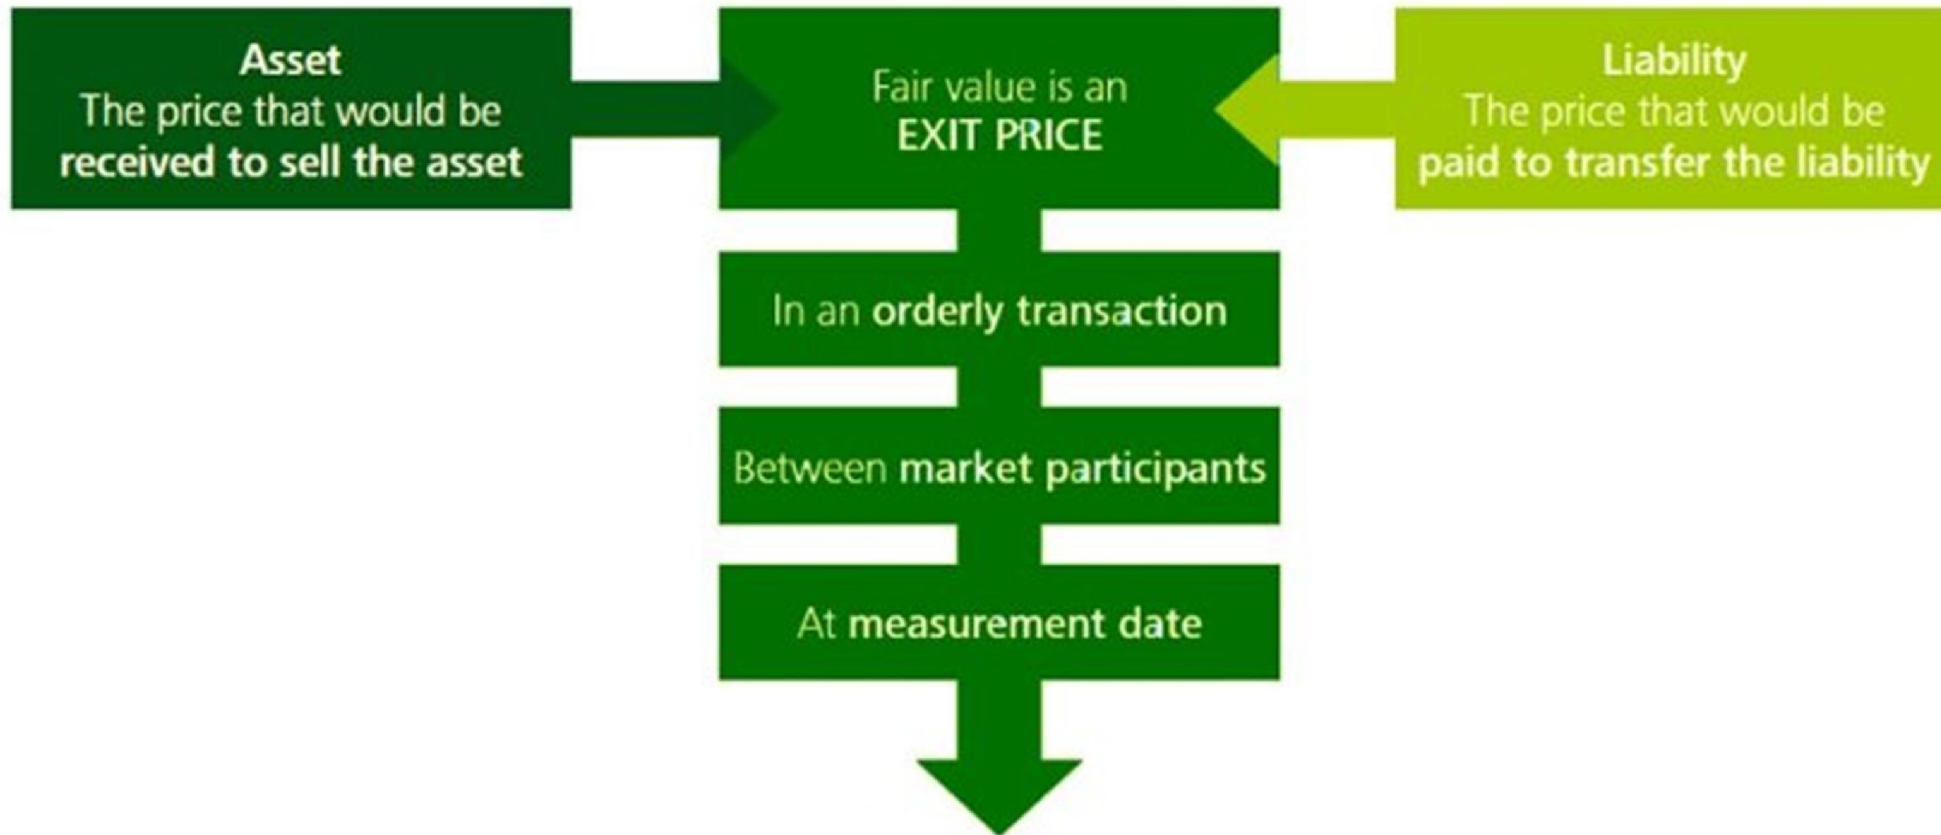 Asset
The price that would be
received to sell the asset
Fair value is an
EXIT PRICE
Liability
The price that would be
paid to transfer the liability
In an orderly transaction
Between market participants
At measurement date